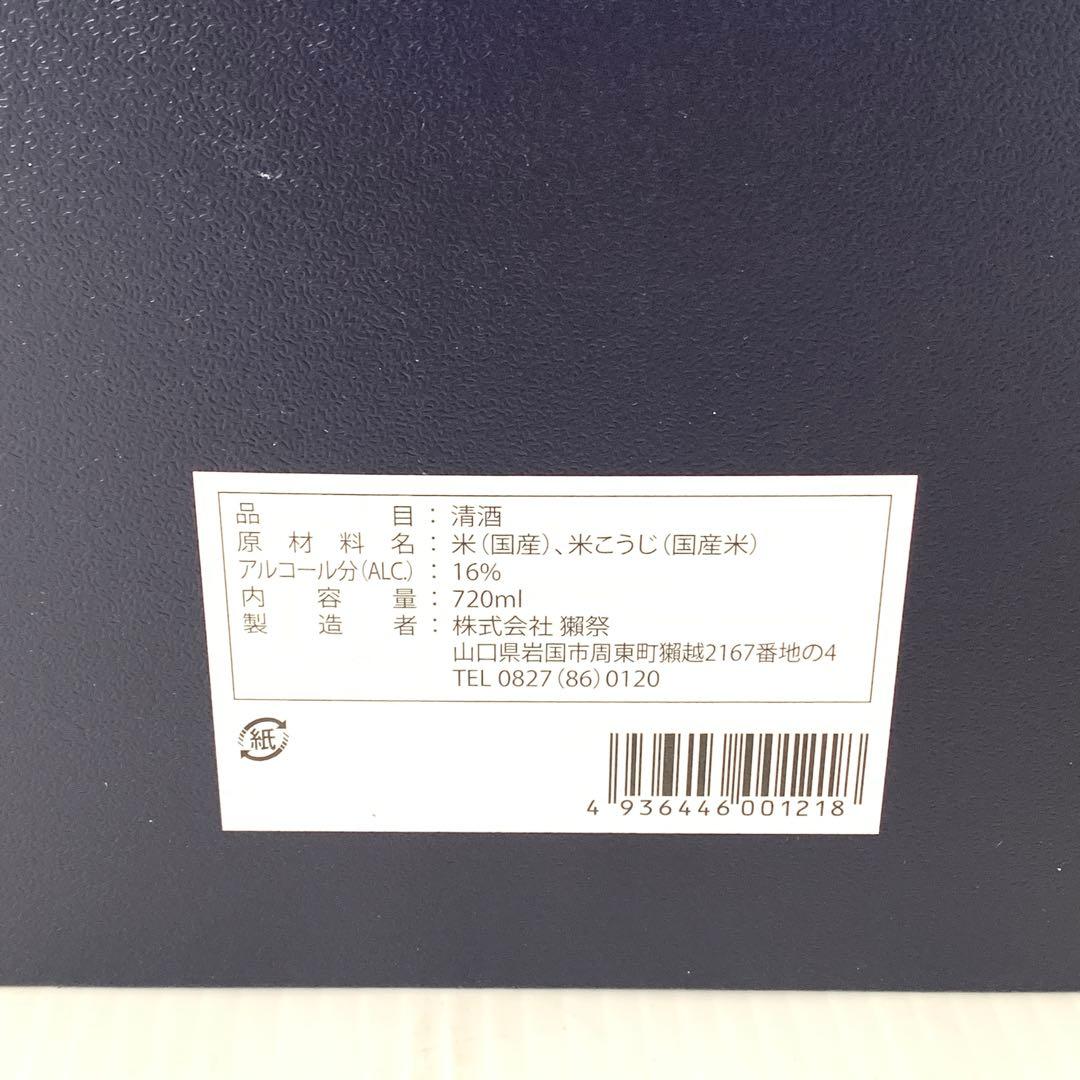 品目：清酒
原材料名：米（国産）、米こうじ（国産米）
アルコール分（ALC.）：16%
内容量：720ml
製造者：株式会社 獺祭
山口県岩国市周東町獺越2167番地の4
TEL 0827（86）0120
紙
4 936446 001218